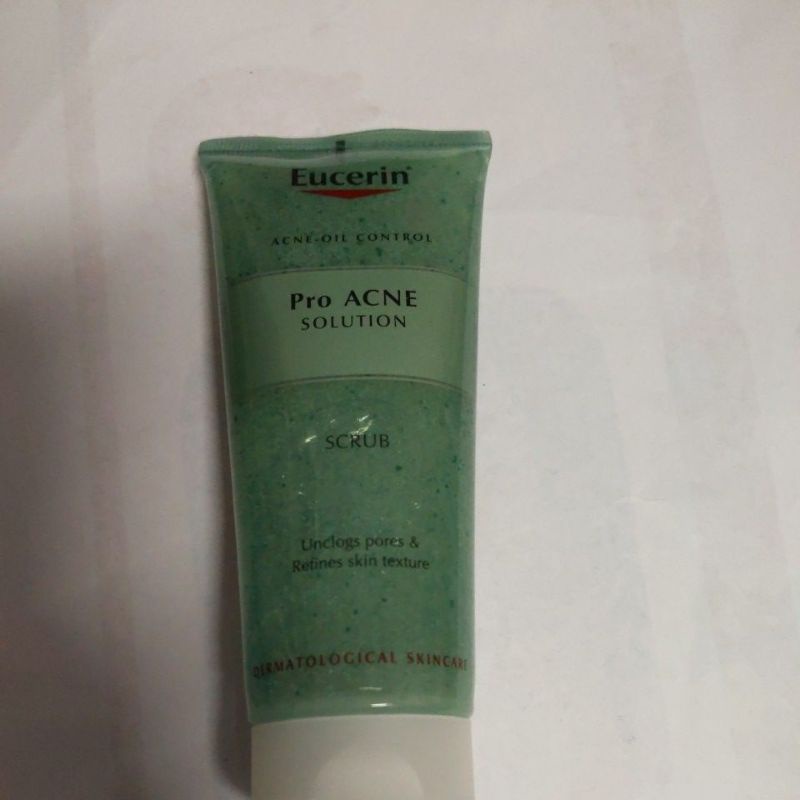 Eucerin
ACNE-OIL CONTROL
Pro ACNE
SOLUTION
SCRUB
Unclogs pores &
Refines skin texture
DERMATOLOGICAL SKINCARE